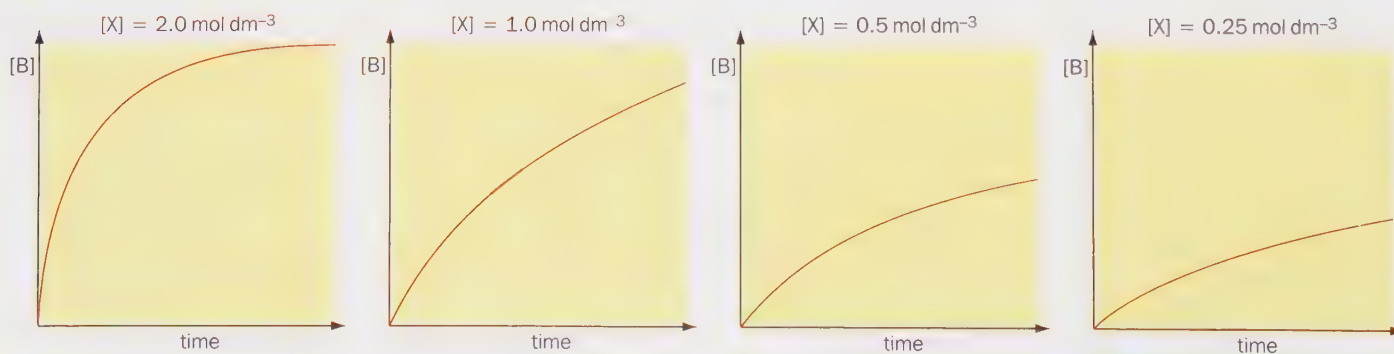 [X] = 2.0 mol dm⁻³
[B]
time
[X] = 1.0 mol dm⁻³
[B]
time
[X] = 0.5 mol dm⁻³
[B]
time
[X] = 0.25 mol dm⁻³
[B]
time